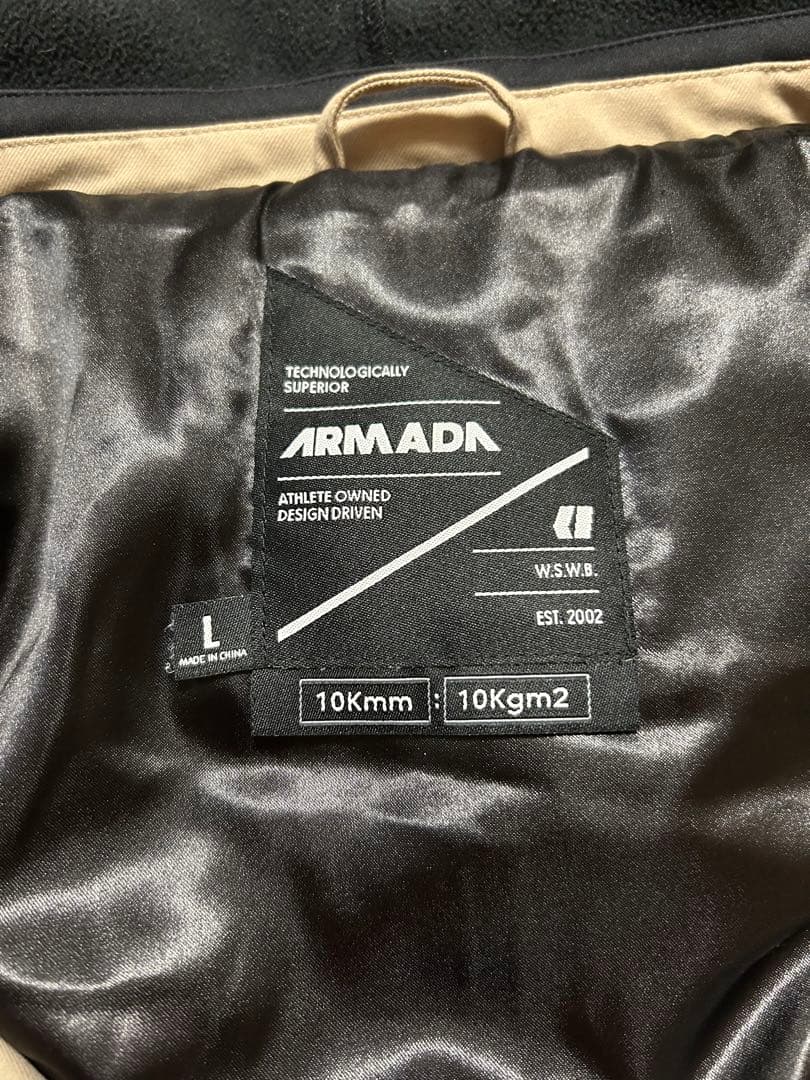 TECHNOLOGICALLY
SUPERIOR
ARMADA
ATHLETE OWNED
DESIGN DRIVEN
W.S.W.B.
EST. 2002
L
MADE IN CHINA
10Kmm : 10Kgm2